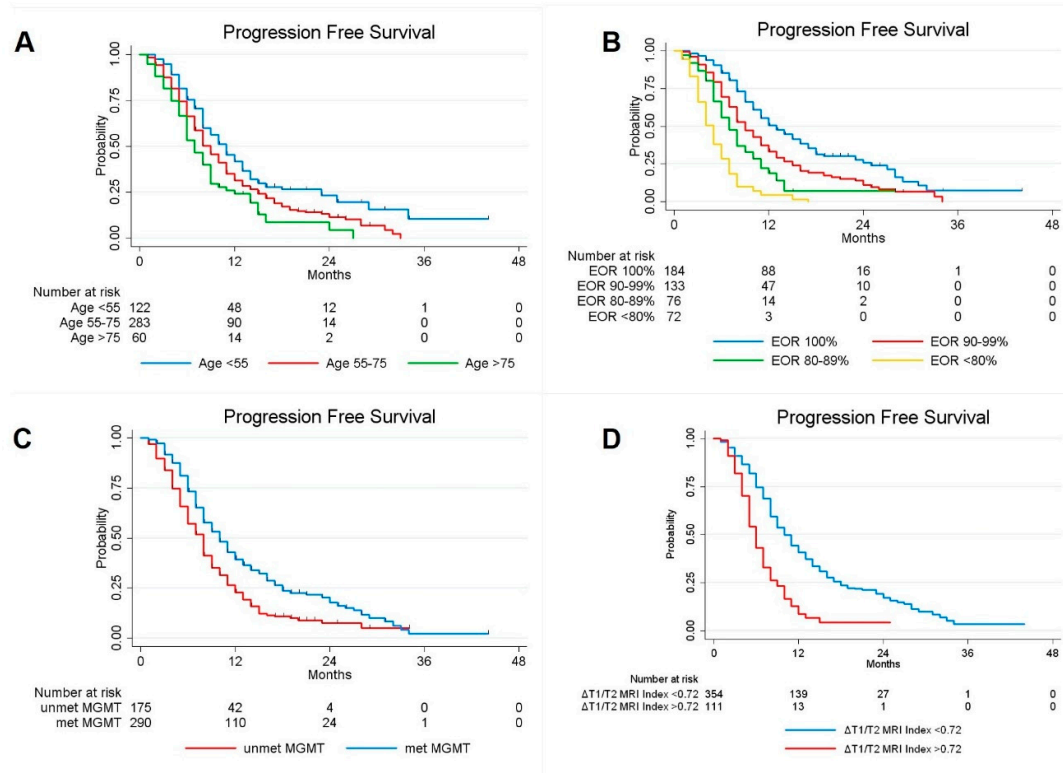 A
Progression Free Survival
Probability
1.00
0.75
0.50
0.25
0.00
0 12 24 36 48
Months
Number at risk
Age <55 122 48 12 1 0
Age 55-75 283 90 14 0 0
Age >75 60 14 2 0 0
Age <55 Age 55-75 Age >75
B
Progression Free Survival
Probability
1.00
0.75
0.50
0.25
0.00
0 12 24 36 48
Months
Number at risk
EOR 100% 184 88 16 1 0
EOR 90-99% 133 47 10 0 0
EOR 80-89% 76 14 2 0 0
EOR <80% 72 3 0 0 0
EOR 100% EOR 90-99%
EOR 80-89% EOR <80%
C
Progression Free Survival
Probability
1.00
0.75
0.50
0.25
0.00
0 12 24 36 48
Months
Number at risk
unmet MGMT 175 42 4 0 0
met MGMT 290 110 24 1 0
unmet MGMT met MGMT
D
Progression Free Survival
Probability
1.00
0.75
0.50
0.25
0.00
0 12 24 36 48
Months
Number at risk
ΔT1/T2 MRI Index <0.72 354 139 27 1 0
ΔT1/T2 MRI Index >0.72 111 13 1 0 0
ΔT1/T2 MRI Index <0.72
ΔT1/T2 MRI Index >0.72